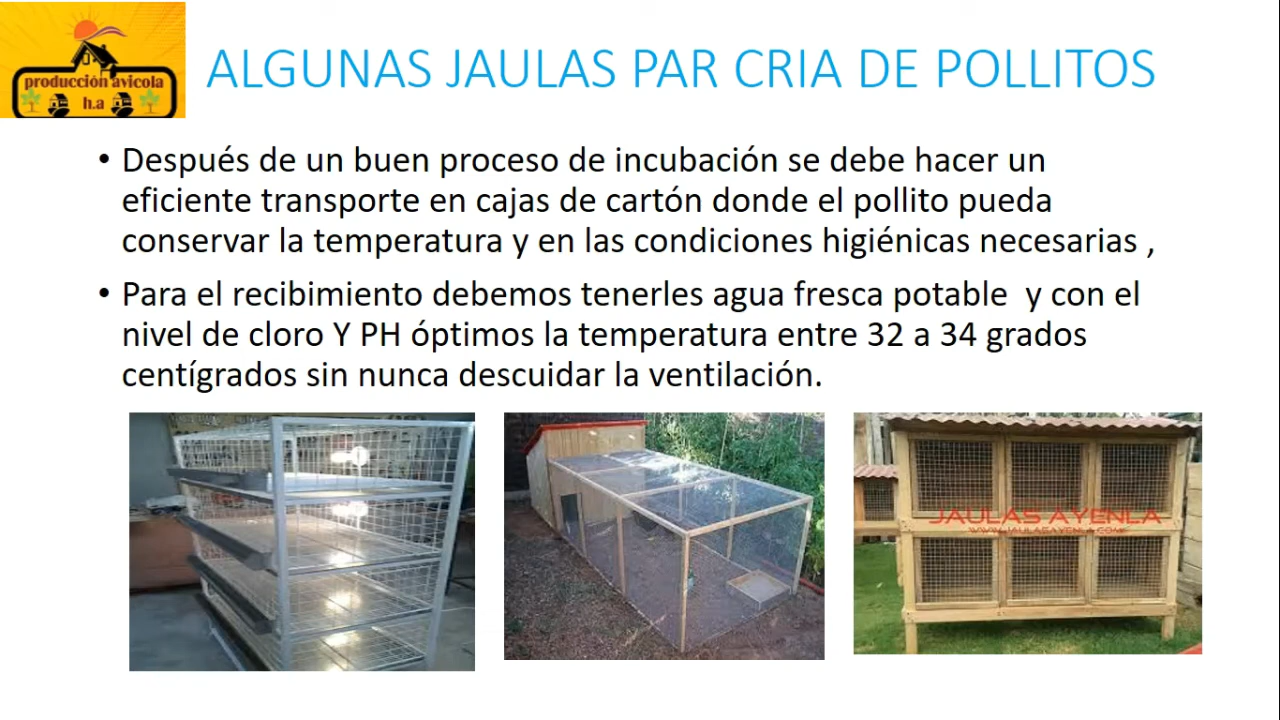 producción avicola
h.a
ALGUNAS JAULAS PAR CRIA DE POLLITOS
• Después de un buen proceso de incubación se debe hacer un
eficiente transporte en cajas de cartón donde el pollito pueda
conservar la temperatura y en las condiciones higiénicas necesarias ,
• Para el recibimiento debemos tenerles agua fresca potable  y con el
nivel de cloro Y PH óptimos la temperatura entre 32 a 34 grados
centígrados sin nunca descuidar la ventilación.
JAULAS AYENLA
WWW.JAULASAYENLA.COM